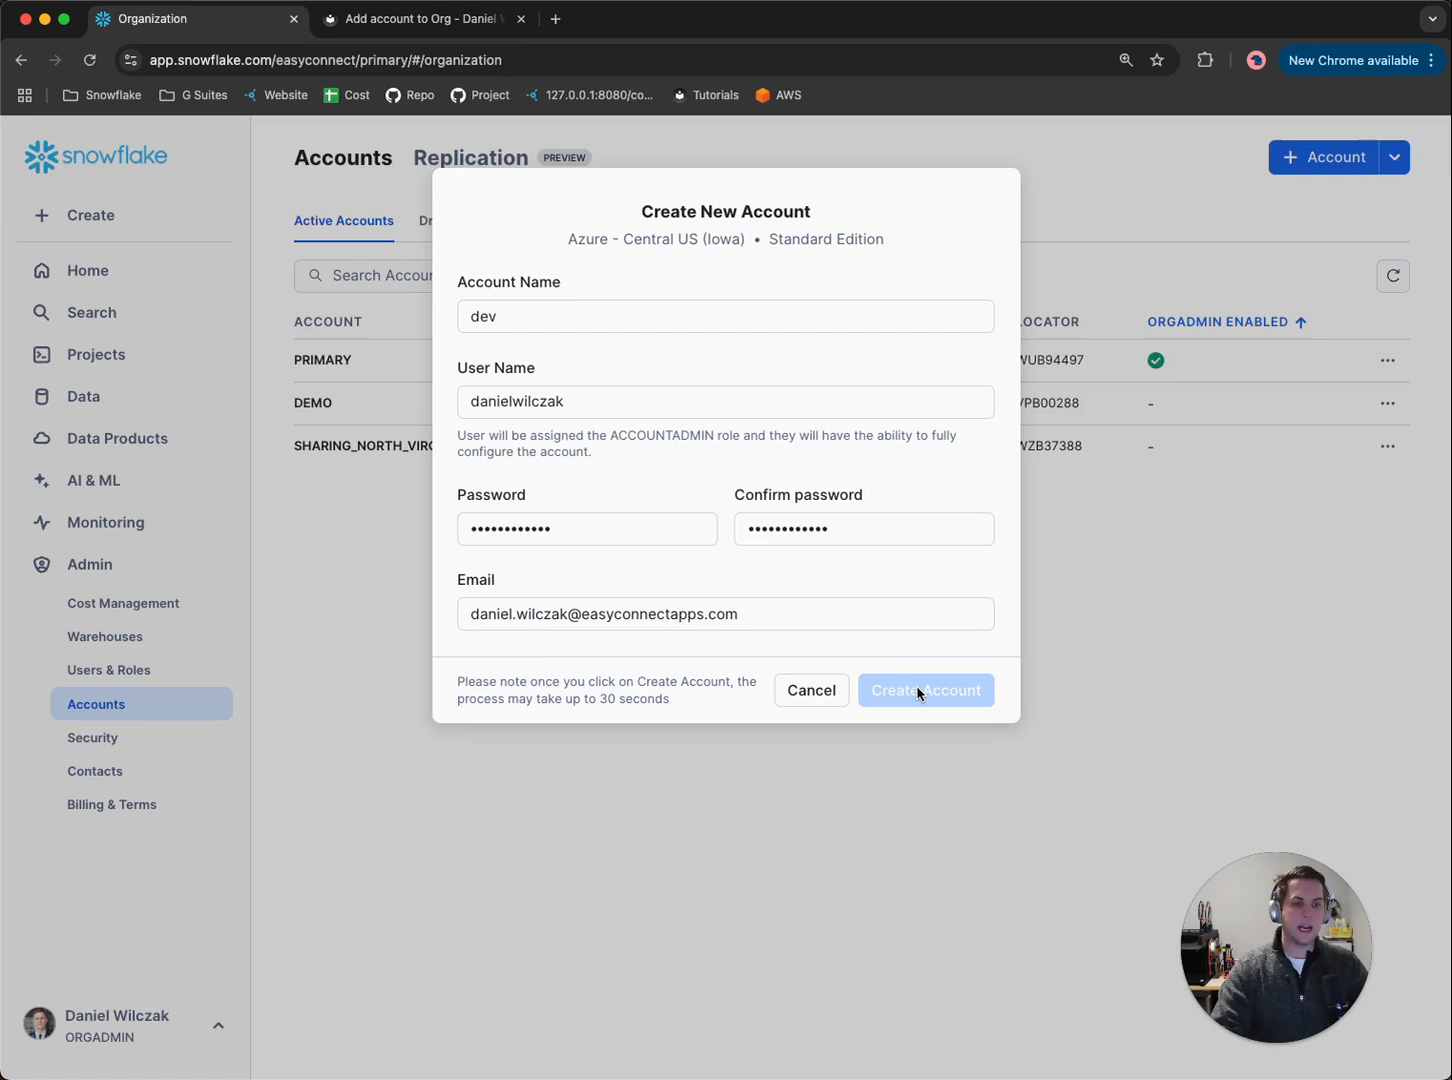 Organization
Add account to Org - Daniel
app.snowflake.com/easyconnect/primary/#/organization
New Chrome available
Snowflake
G Suites
Website
Cost
Repo
Project
127.0.0.1:8080/co...
Tutorials
AWS
snowflake
Create
Home
Search
Projects
Data
Data Products
AI & ML
Monitoring
Admin
Cost Management
Warehouses
Users & Roles
Accounts
Security
Contacts
Billing & Terms
Daniel Wilczak
ORGADMIN
Accounts
Replication
PREVIEW
+ Account
Active Accounts
Search Accou
ACCOUNT
LOCATOR
ORGADMIN ENABLED
PRIMARY
WUB94497
DEMO
VPB00288
-
SHARING_NORTH_VIRG
WZB37388
-
Create New Account
Azure - Central US (Iowa) • Standard Edition
Account Name
dev
User Name
danielwilczak
User will be assigned the ACCOUNTADMIN role and they will have the ability to fully
configure the account.
Password
Confirm password
••••••••••••
••••••••••••
Email
daniel.wilczak@easyconnectapps.com
Please note once you click on Create Account, the
process may take up to 30 seconds
Cancel
Create Account